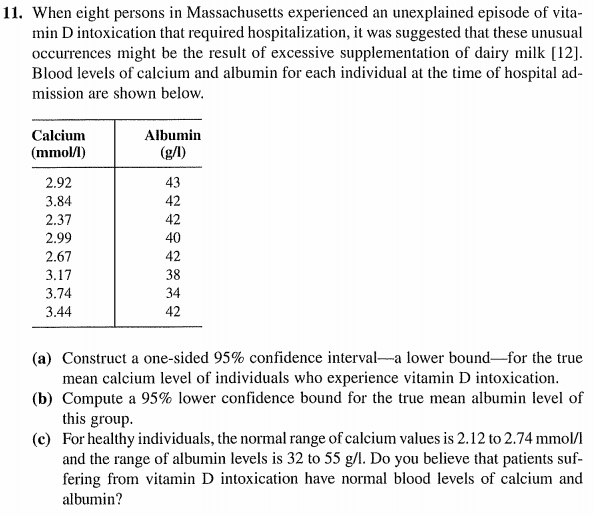 11. When eight persons in Massachusetts experienced an unexplained episode of vita-
min D intoxication that required hospitalization, it was suggested that these unusual
occurrences might be the result of excessive supplementation of dairy milk [12].
Blood levels of calcium and albumin for each individual at the time of hospital ad-
mission are shown below.
Calcium Albumin
(mmol/l) (g/l)
2.92 43
3.84 42
2.37 42
2.99 40
2.67 42
3.17 38
3.74 34
3.44 42
(a) Construct a one-sided 95% confidence interval—a lower bound—for the true
mean calcium level of individuals who experience vitamin D intoxication.
(b) Compute a 95% lower confidence bound for the true mean albumin level of
this group.
(c) For healthy individuals, the normal range of calcium values is 2.12 to 2.74 mmol/l
and the range of albumin levels is 32 to 55 g/l. Do you believe that patients suf-
fering from vitamin D intoxication have normal blood levels of calcium and
albumin?